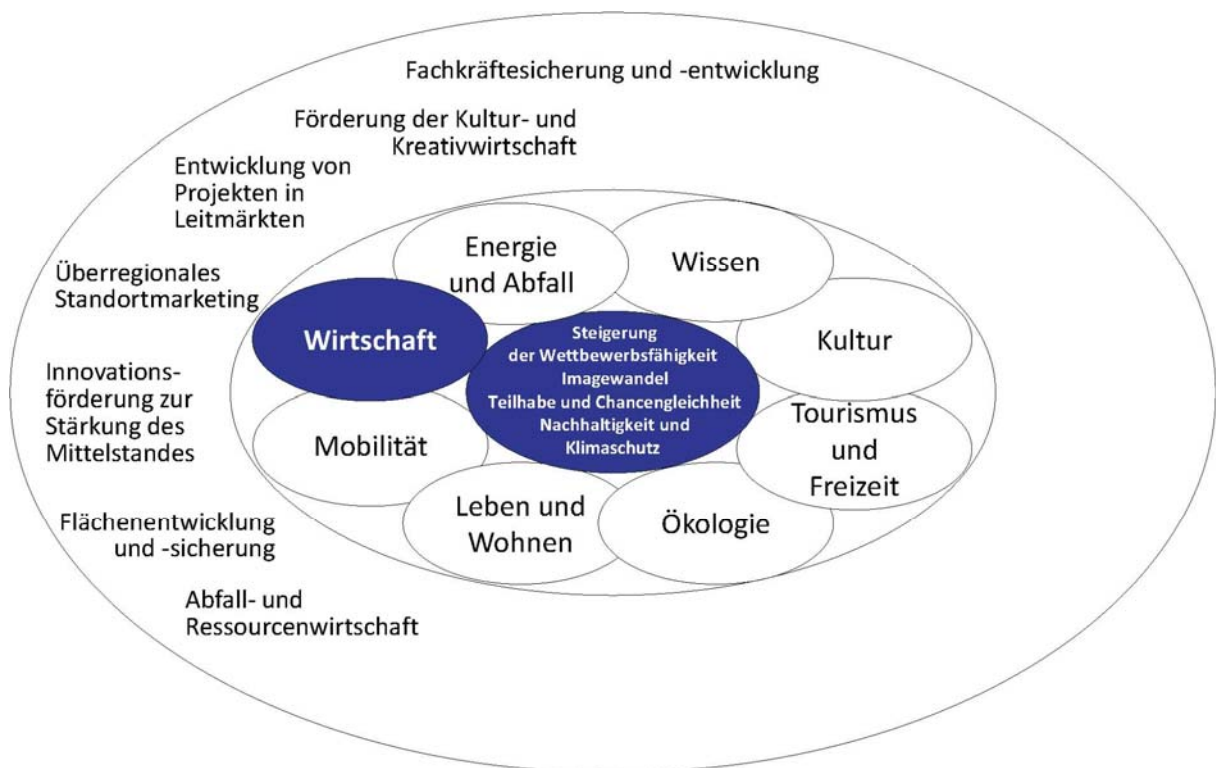 Fachkräftesicherung und -entwicklung
Förderung der Kultur- und
Kreativwirtschaft
Entwicklung von
Projekten in
Leitmärkten
Überregionales
Standortmarketing
Innovations-
förderung zur
Stärkung des
Mittelstandes
Flächenentwicklung
und -sicherung
Abfall- und
Ressourcenwirtschaft
Energie
und Abfall
Wissen
Wirtschaft
Kultur
Steigerung
der Wettbewerbsfähigkeit
Imagewandel
Teilhabe und Chancengleichheit
Nachhaltigkeit und
Klimaschutz
Mobilität
Tourismus
und
Freizeit
Leben und
Wohnen
Ökologie